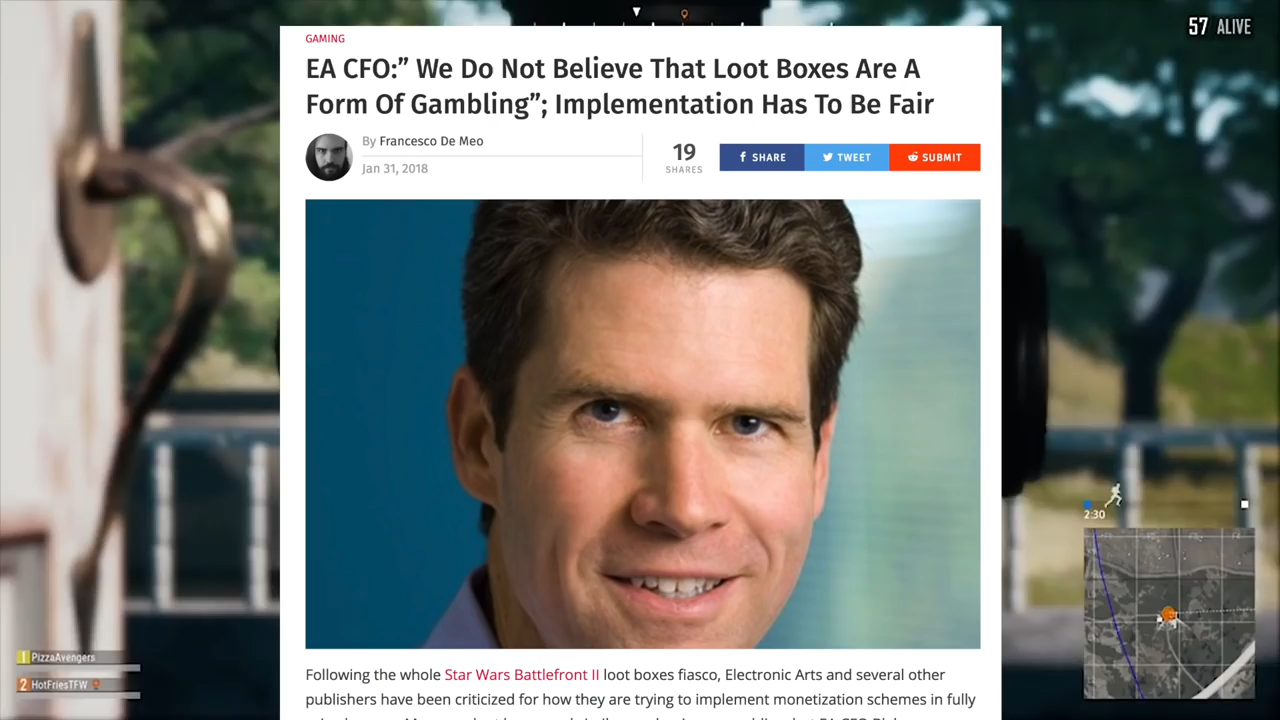 57 ALIVE
GAMING
EA CFO:” We Do Not Believe That Loot Boxes Are A
Form Of Gambling”; Implementation Has To Be Fair
By Francesco De Meo
Jan 31, 2018
19
SHARES
SHARE
TWEET
SUBMIT
Following the whole Star Wars Battlefront II loot boxes fiasco, Electronic Arts and several other
publishers have been criticized for how they are trying to implement monetization schemes in fully
2:30
1 PizzaAvengers
2 HotFriesTFW